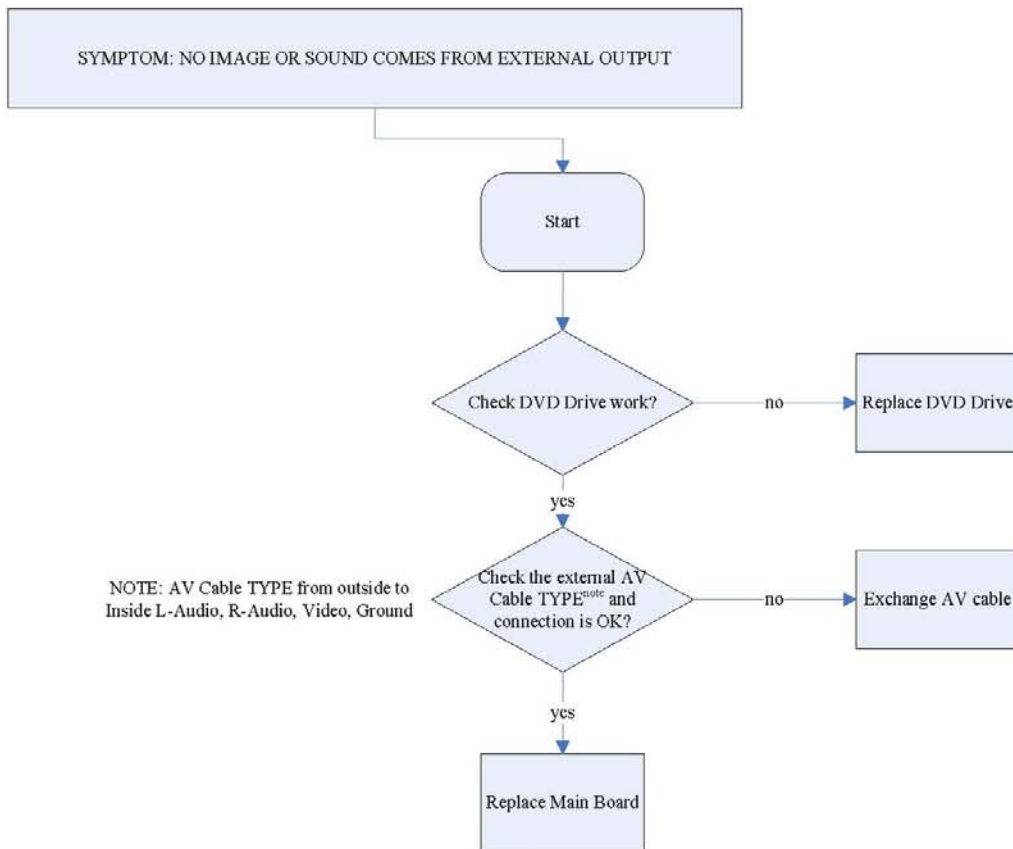 SYMPTOM: NO IMAGE OR SOUND COMES FROM EXTERNAL OUTPUT
Start
Check DVD Drive work?
no
Replace DVD Drive
yes
NOTE: AV Cable TYPE from outside to
Inside L-Audio, R-Audio, Video, Ground
Check the external AV
Cable TYPE note and
connection is OK?
no
Exchange AV cable
yes
Replace Main Board